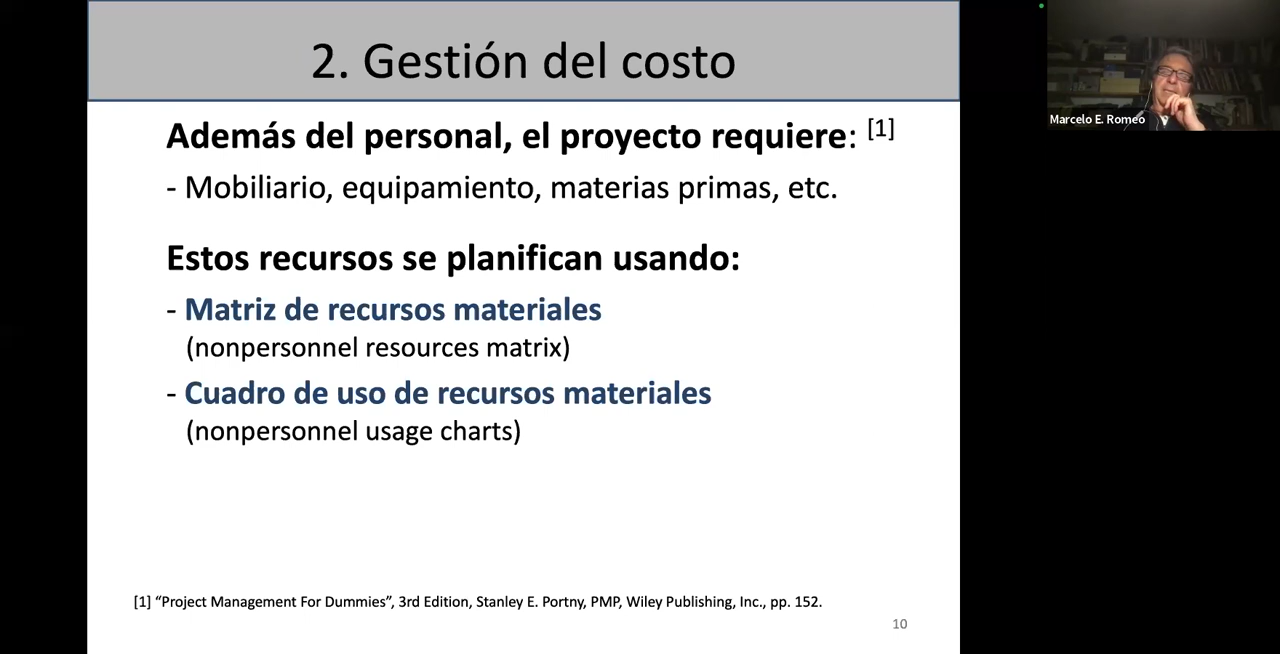 2. Gestión del costo
Además del personal, el proyecto requiere: [1]
- Mobiliario, equipamiento, materias primas, etc.
Estos recursos se planifican usando:
- Matriz de recursos materiales
(nonpersonnel resources matrix)
- Cuadro de uso de recursos materiales
(nonpersonnel usage charts)
[1] “Project Management For Dummies”, 3rd Edition, Stanley E. Portny, PMP, Wiley Publishing, Inc., pp. 152.
10
Marcelo E. Romeo